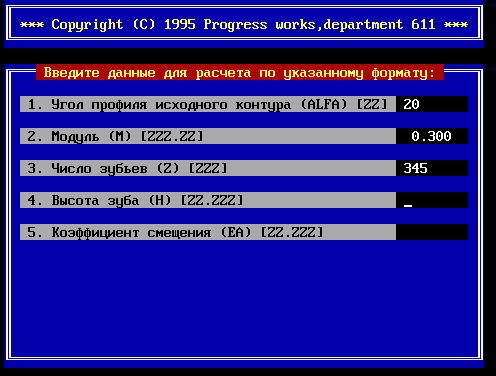 *** Copyright (C) 1995 Progress works,department 611 ***
Введите данные для расчета по указанному формату:
1. Угол профиля исходного контура (ALFA) [ZZ] 20
2. Модуль (M) [ZZZ.ZZ] 0.300
3. Число зубьев (Z) [ZZZ] 345
4. Высота зуба (H) [ZZ.ZZZ] _
5. Коэффициент смещения (EA) [ZZ.ZZZ]